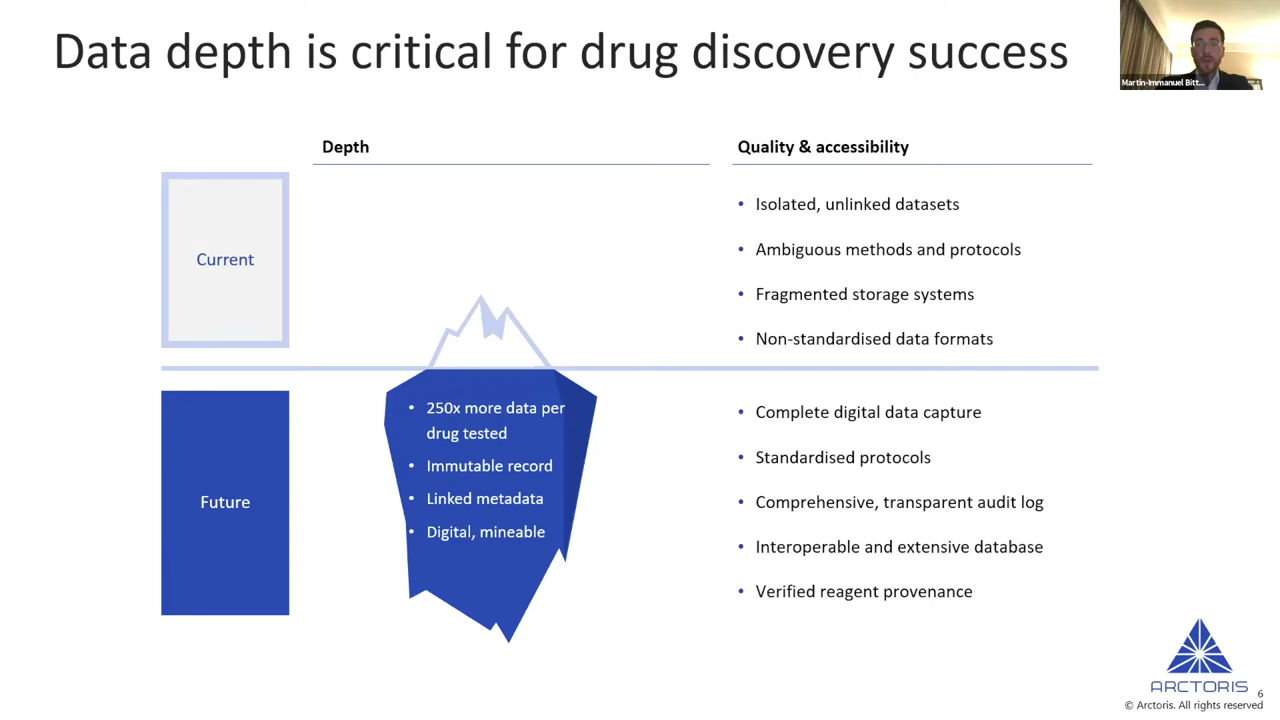 Data depth is critical for drug discovery success
Martin-Immanuel Bitt...
Depth
Quality & accessibility
Current
• Isolated, unlinked datasets
• Ambiguous methods and protocols
• Fragmented storage systems
• Non-standardised data formats
Future
• 250x more data per
drug tested
• Immutable record
• Linked metadata
• Digital, mineable
• Complete digital data capture
• Standardised protocols
• Comprehensive, transparent audit log
• Interoperable and extensive database
• Verified reagent provenance
ARCTORIS
6
© Arctoris. All rights reserved